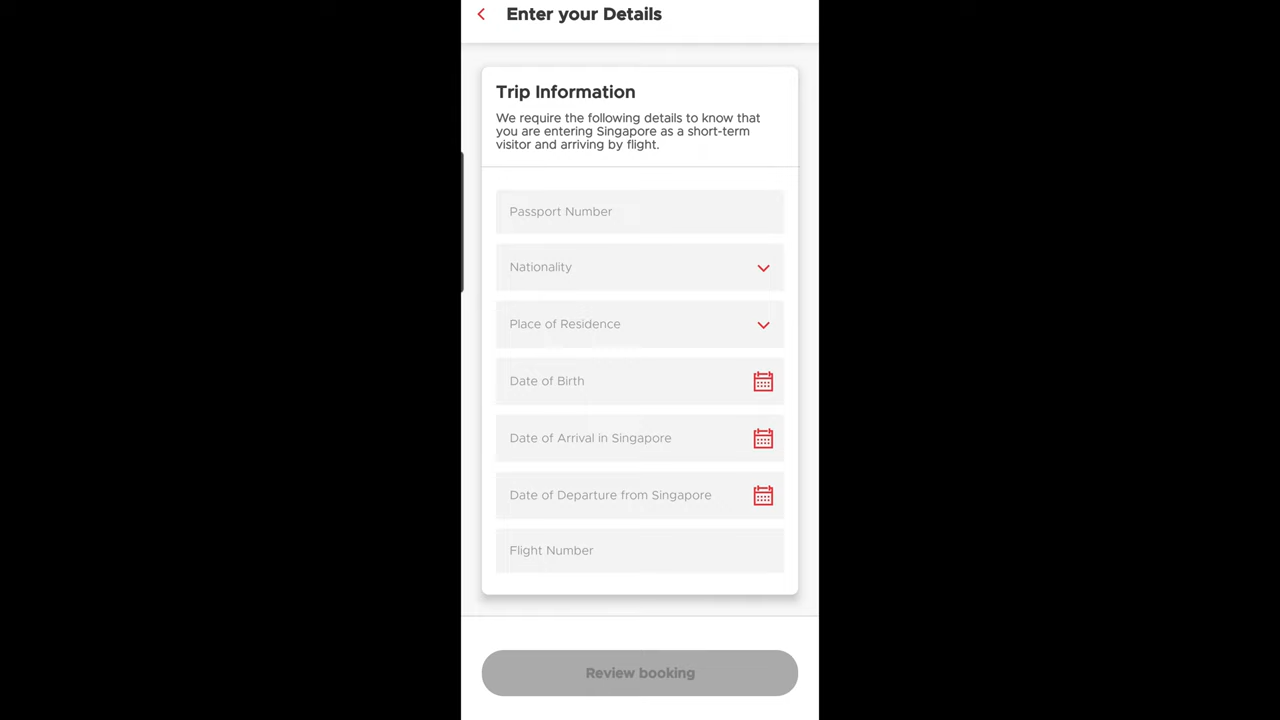 Enter your Details
Trip Information
We require the following details to know that
you are entering Singapore as a short-term
visitor and arriving by flight.
Passport Number
Nationality
Place of Residence
Date of Birth
Date of Arrival in Singapore
Date of Departure from Singapore
Flight Number
Review booking